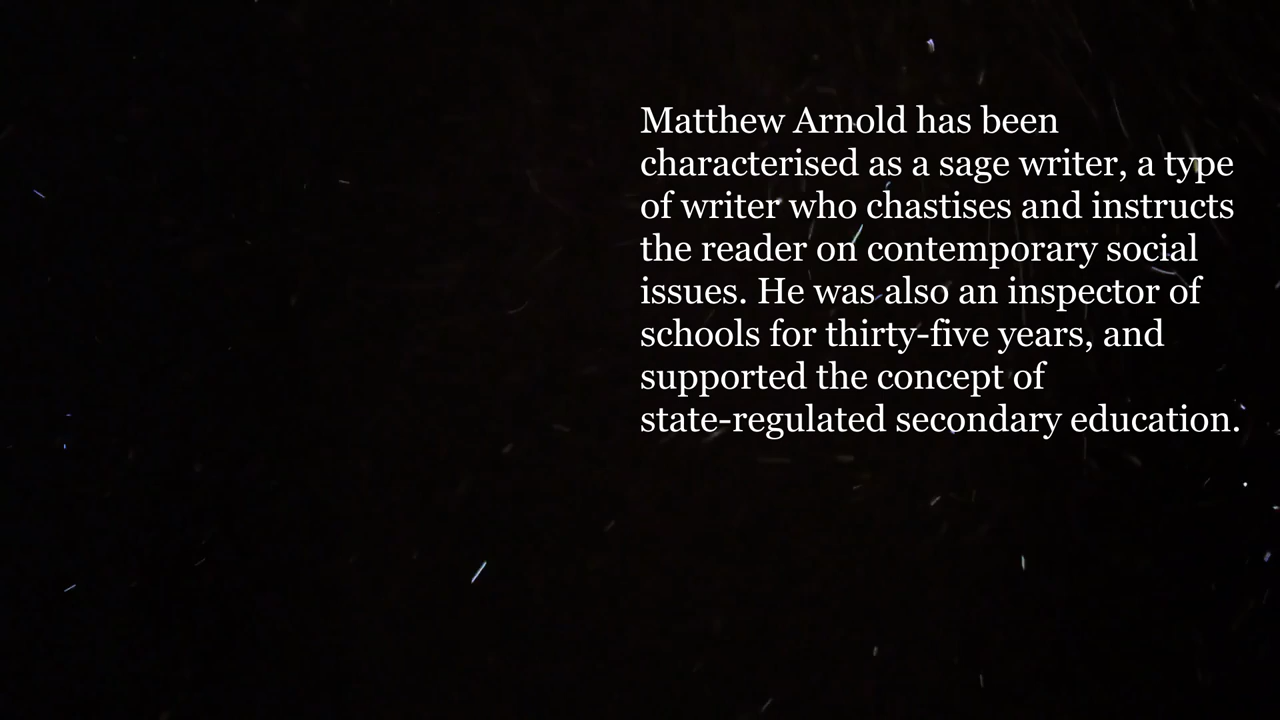 Matthew Arnold has been
characterised as a sage writer, a type
of writer who chastises and instructs
the reader on contemporary social
issues. He was also an inspector of
schools for thirty-five years, and
supported the concept of
state-regulated secondary education.